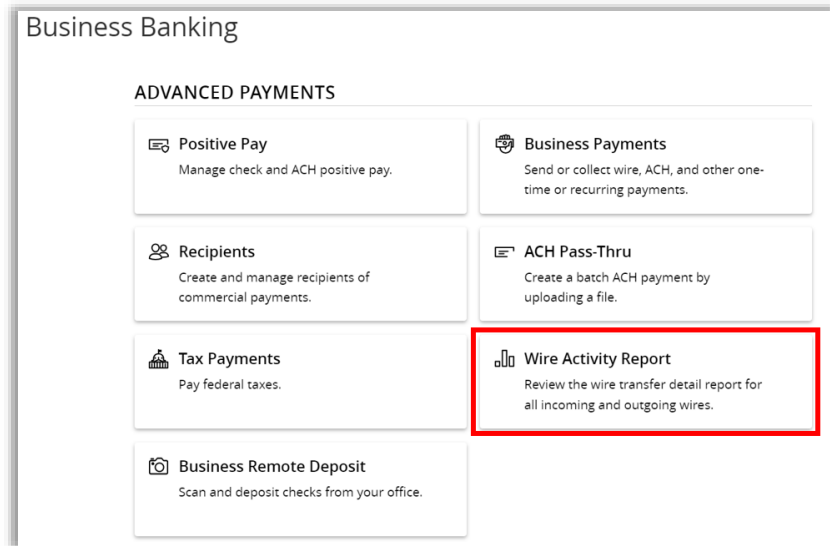 Business Banking
ADVANCED PAYMENTS
Positive Pay
Manage check and ACH positive pay.
Business Payments
Send or collect wire, ACH, and other one-
time or recurring payments.
Recipients
Create and manage recipients of
commercial payments.
ACH Pass-Thru
Create a batch ACH payment by
uploading a file.
Tax Payments
Pay federal taxes.
Wire Activity Report
Review the wire transfer detail report for
all incoming and outgoing wires.
Business Remote Deposit
Scan and deposit checks from your office.